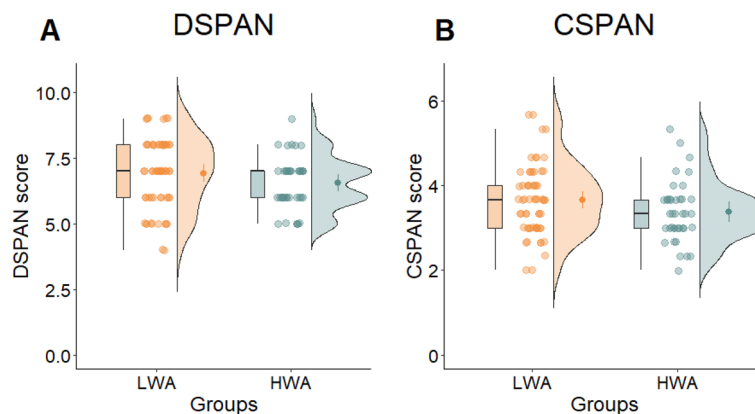 A
DSPAN
DSPAN score
10.0
7.5
5.0
2.5
0.0
LWA
HWA
Groups
B
CSPAN
CSPAN score
6
4
2
0
LWA
HWA
Groups